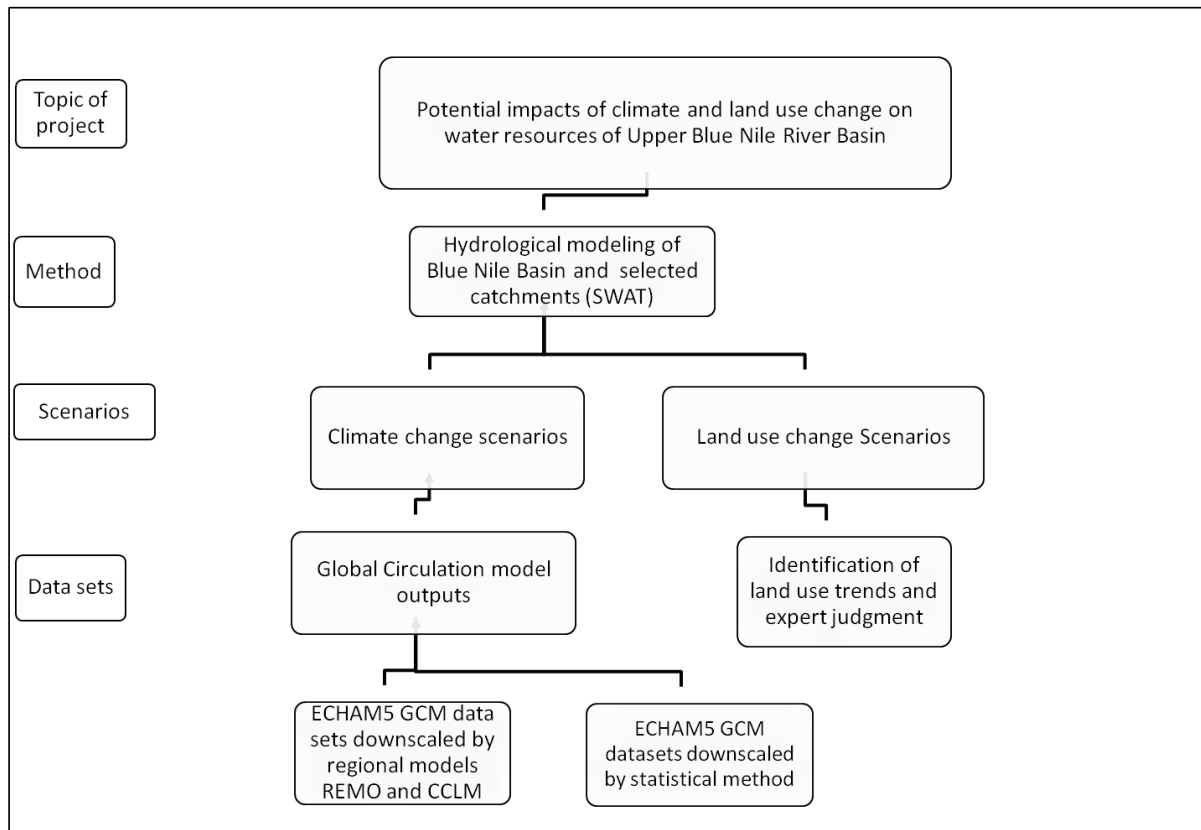 Topic of
project
Potential impacts of climate and land use change on
water resources of Upper Blue Nile River Basin
Method
Hydrological modeling of
Blue Nile Basin and selected
catchments (SWAT)
Scenarios
Climate change scenarios
Land use change Scenarios
Data sets
Global Circulation model
outputs
Identification of
land use trends and
expert judgment
ECHAM5 GCM data
sets downscaled by
regional models
REMO and CCLM
ECHAM5 GCM
datasets downscaled
by statistical method